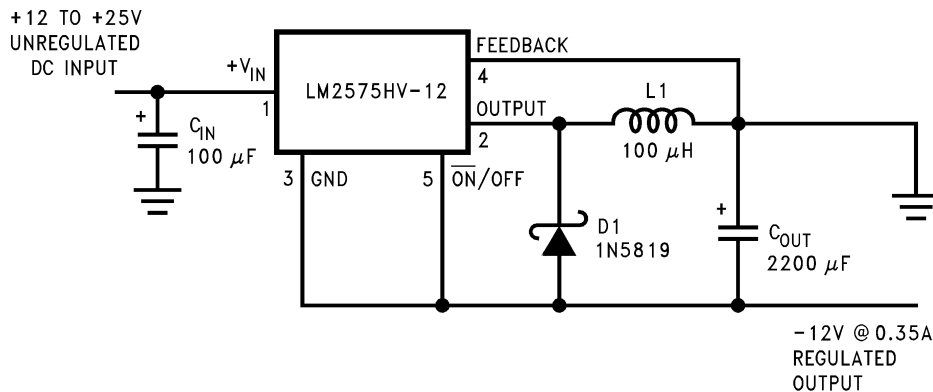 +12 TO +25V
UNREGULATED
DC INPUT
+VIN
1
+
CIN
100 μF
LM2575HV-12
FEEDBACK
4
OUTPUT
2
3
GND
5
ON/OFF
L1
100 μH
D1
1N5819
+
COUT
2200 μF
-12V @ 0.35A
REGULATED
OUTPUT